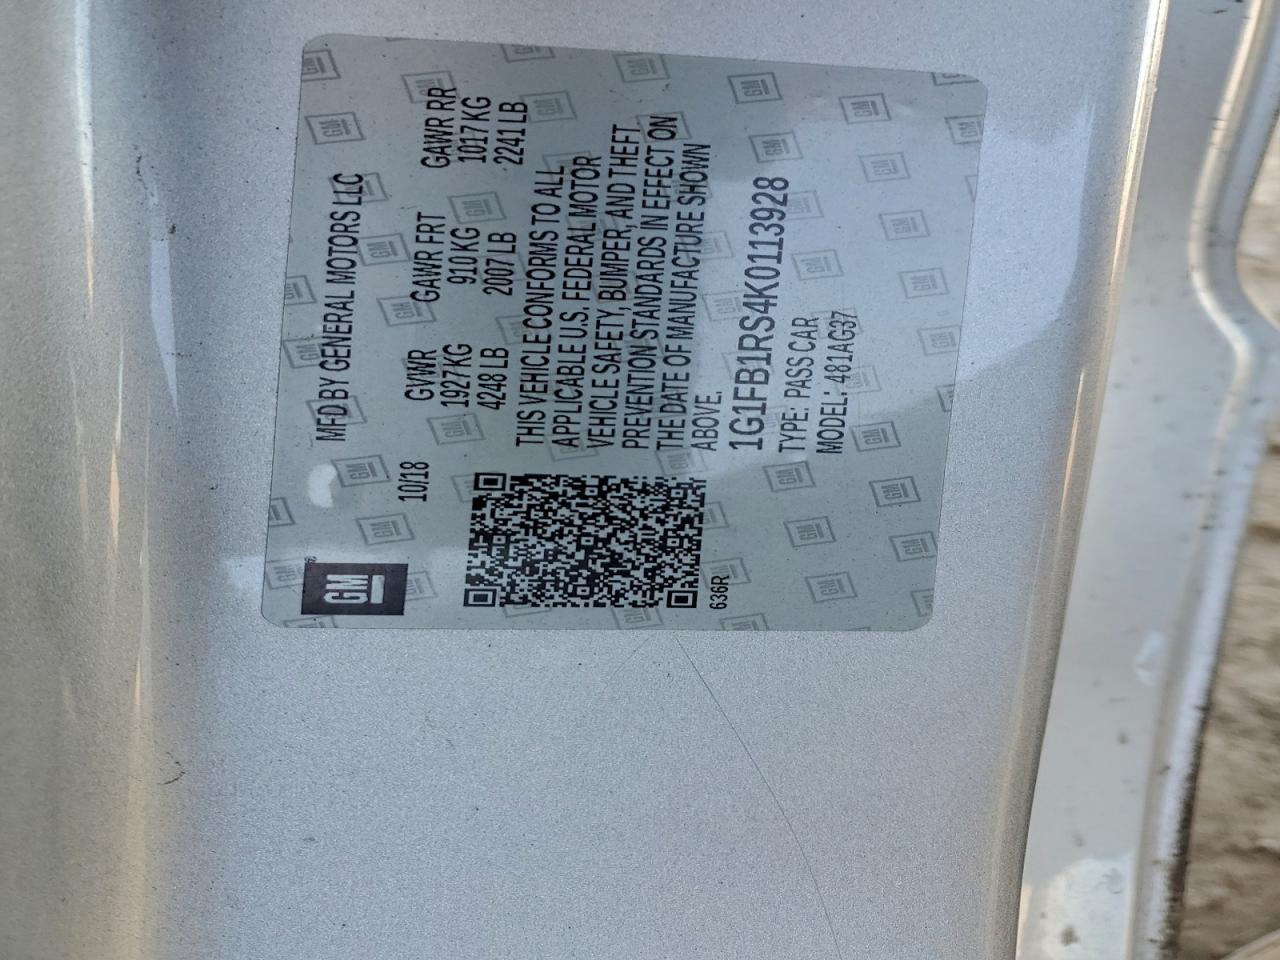 GM
MFD BY GENERAL MOTORS LLC
10/18
GVWR GAWR FRT GAWR RR
1927 KG 910 KG 1017 KG
4248 LB 2007 LB 2241 LB
THIS VEHICLE CONFORMS TO ALL
APPLICABLE U.S. FEDERAL MOTOR
VEHICLE SAFETY, BUMPER, AND THEFT
PREVENTION STANDARDS IN EFFECT ON
THE DATE OF MANUFACTURE SHOWN
ABOVE.
1G1FB1RS4K0113928
TYPE: PASS CAR
MODEL: 481AG37
636R